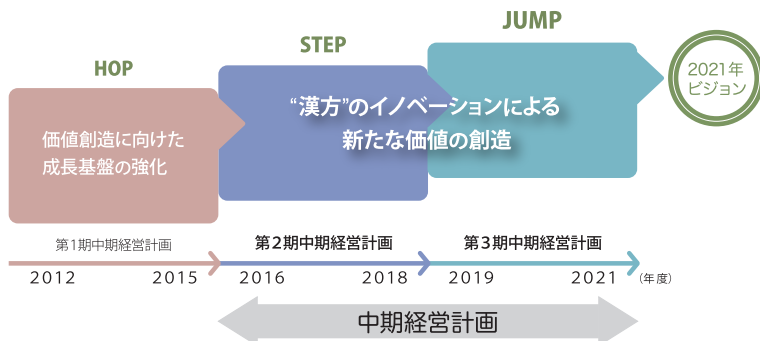 HOP
STEP
JUMP
2021年
ビジョン
価値創造に向けた
成長基盤の強化
“漢方”のイノベーションによる
新たな価値の創造
第1期中期経営計画
第2期中期経営計画
第3期中期経営計画
2012 2015 2016 2018 2019 2021 (年度)
中期経営計画